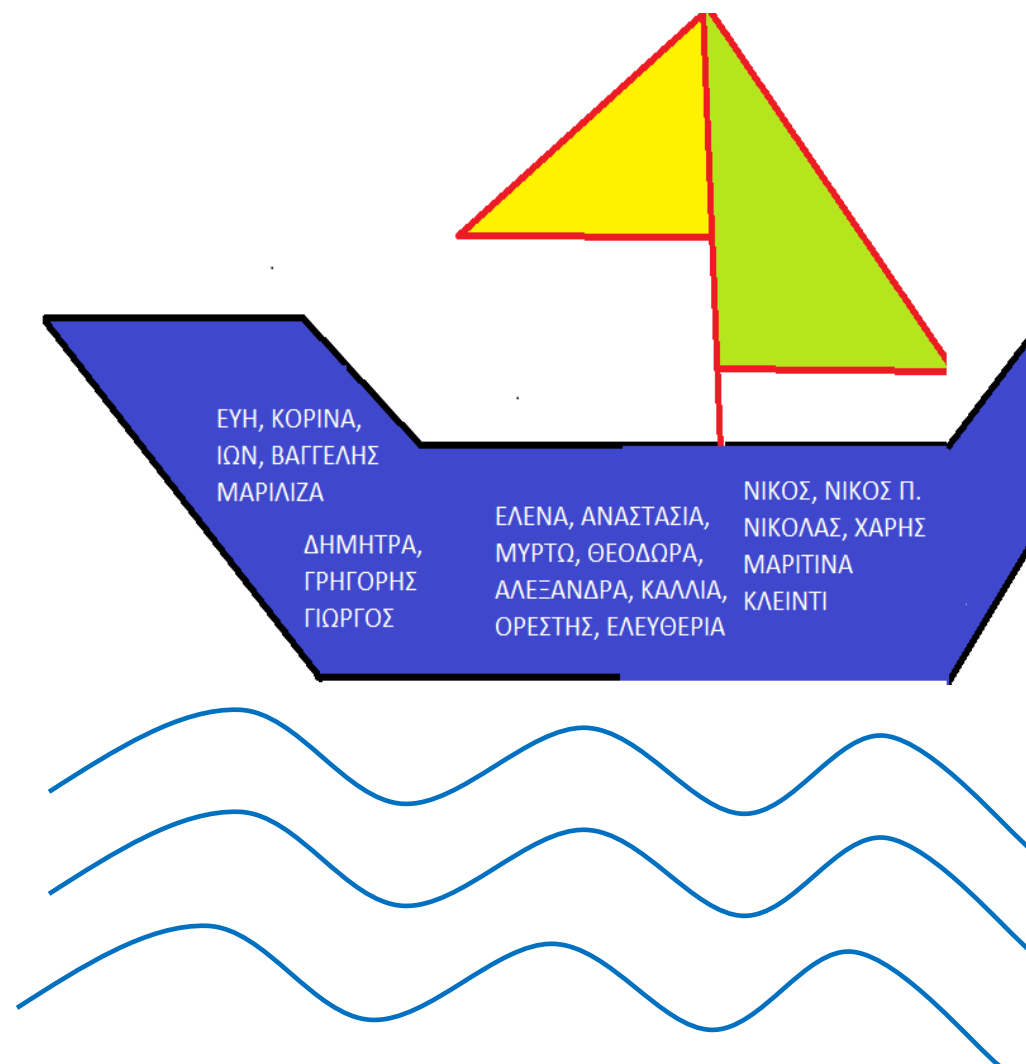 ΕΥΗ, ΚΟΡΙΝΑ,
ΙΩΝ, ΒΑΓΓΕΛΗΣ
ΜΑΡΙΛΙΖΑ
ΔΗΜΗΤΡΑ,
ΓΡΗΓΟΡΗΣ
ΓΙΩΡΓΟΣ
ΕΛΕΝΑ, ΑΝΑΣΤΑΣΙΑ,
ΜΥΡΤΩ, ΘΕΟΔΩΡΑ,
ΑΛΕΞΑΝΔΡΑ, ΚΑΛΛΙΑ,
ΟΡΕΣΤΗΣ, ΕΛΕΥΘΕΡΙΑ
ΝΙΚΟΣ, ΝΙΚΟΣ Π.
ΝΙΚΟΛΑΣ, ΧΑΡΗΣ
ΜΑΡΙΤΙΝΑ
ΚΛΕΙΝΤΙ